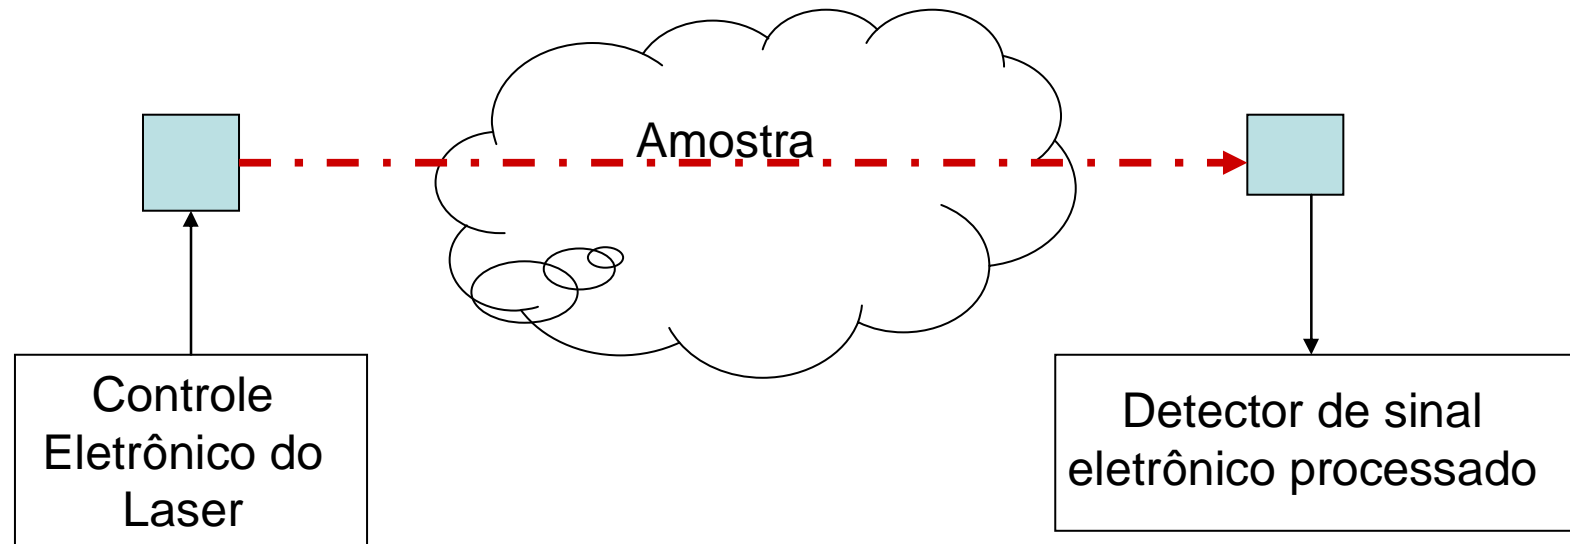 Amostra
Controle
Eletrônico do
Laser
Detector de sinal
eletrônico processado